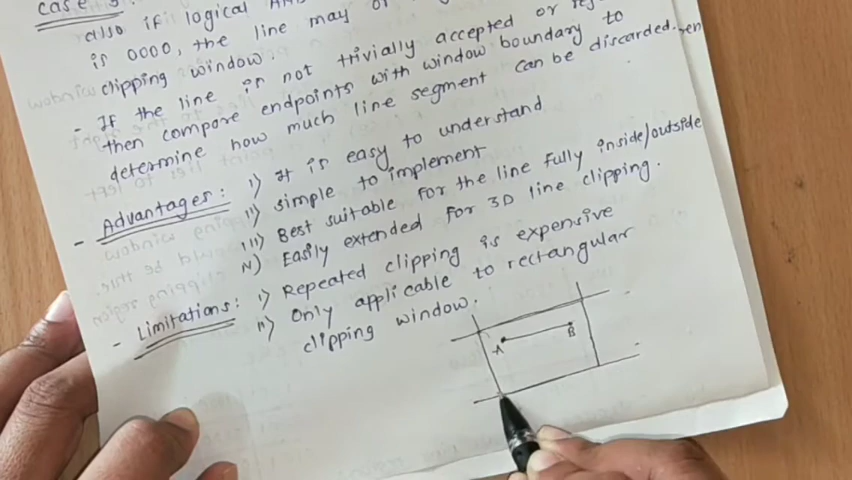 case 3:
also if logical AND
is 0000, the line may or
clipping window.
- If the line is not trivially accepted or
then compare endpoints with window boundary to
determine how much line segment can be discarded.
- Advantages: i) It is easy to understand
ii) simple to implement
iii) Best suitable for the line fully inside/outside
iv) Easily extended for 3D line clipping.
- Limitations: i) Repeated clipping is expensive
ii) Only applicable to rectangular
clipping window.
A
B